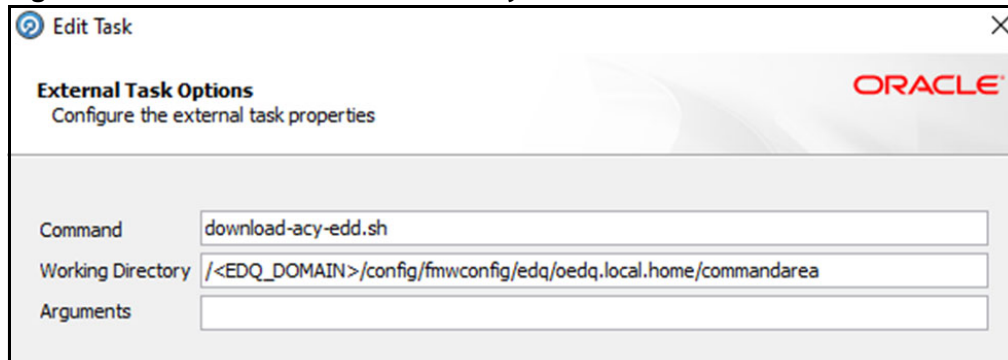 Edit Task
External Task Options
Configure the external task properties
ORACLE
Command download-acy-edd.sh
Working Directory /<EDQ_DOMAIN>/config/fmwconfig/edq/oedq.local.home/commandarea
Arguments